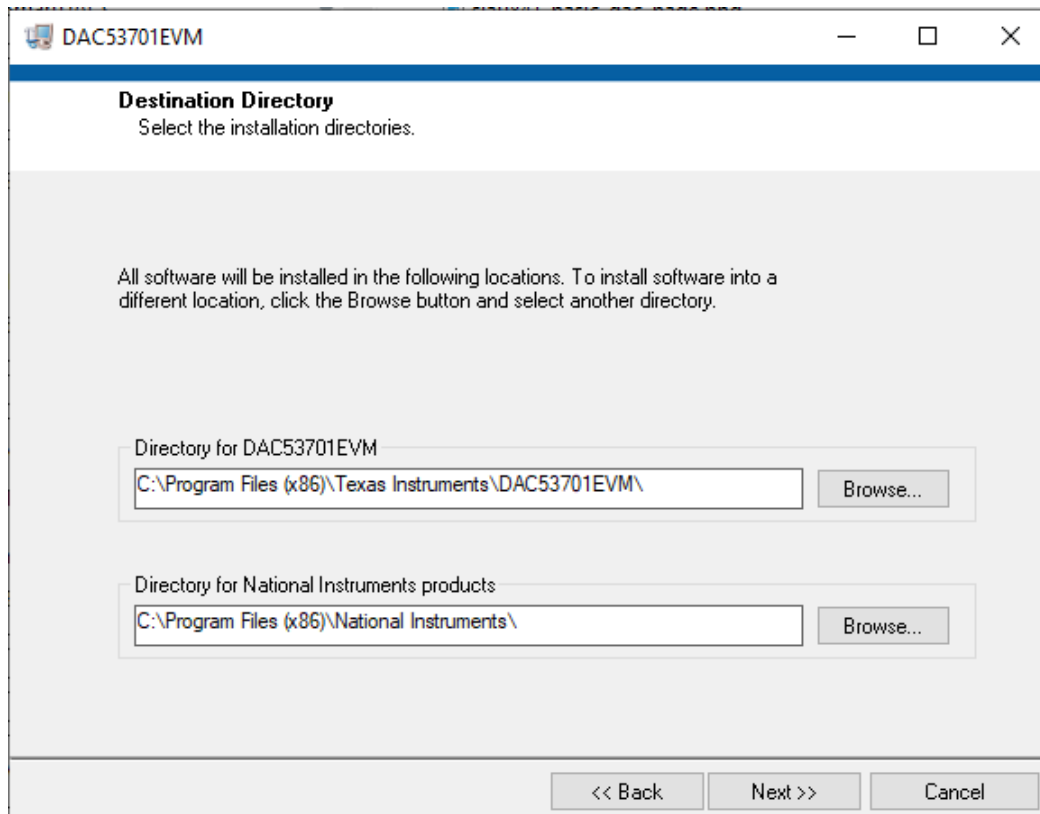 DAC53701EVM
Destination Directory
Select the installation directories.
All software will be installed in the following locations. To install software into a
different location, click the Browse button and select another directory.
Directory for DAC53701EVM
C:\Program Files (x86)\Texas Instruments\DAC53701EVM\
Browse...
Directory for National Instruments products
C:\Program Files (x86)\National Instruments\
Browse...
<< Back
Next >>
Cancel